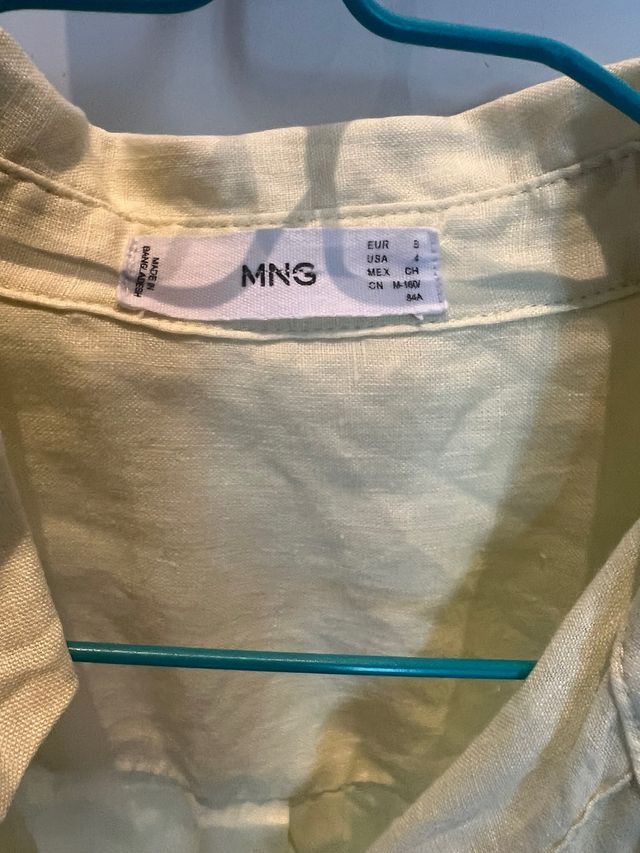 MADE IN
BANGLADESH
MNG
EUR S
USA 4
MEX CH
CN M-160/
84A